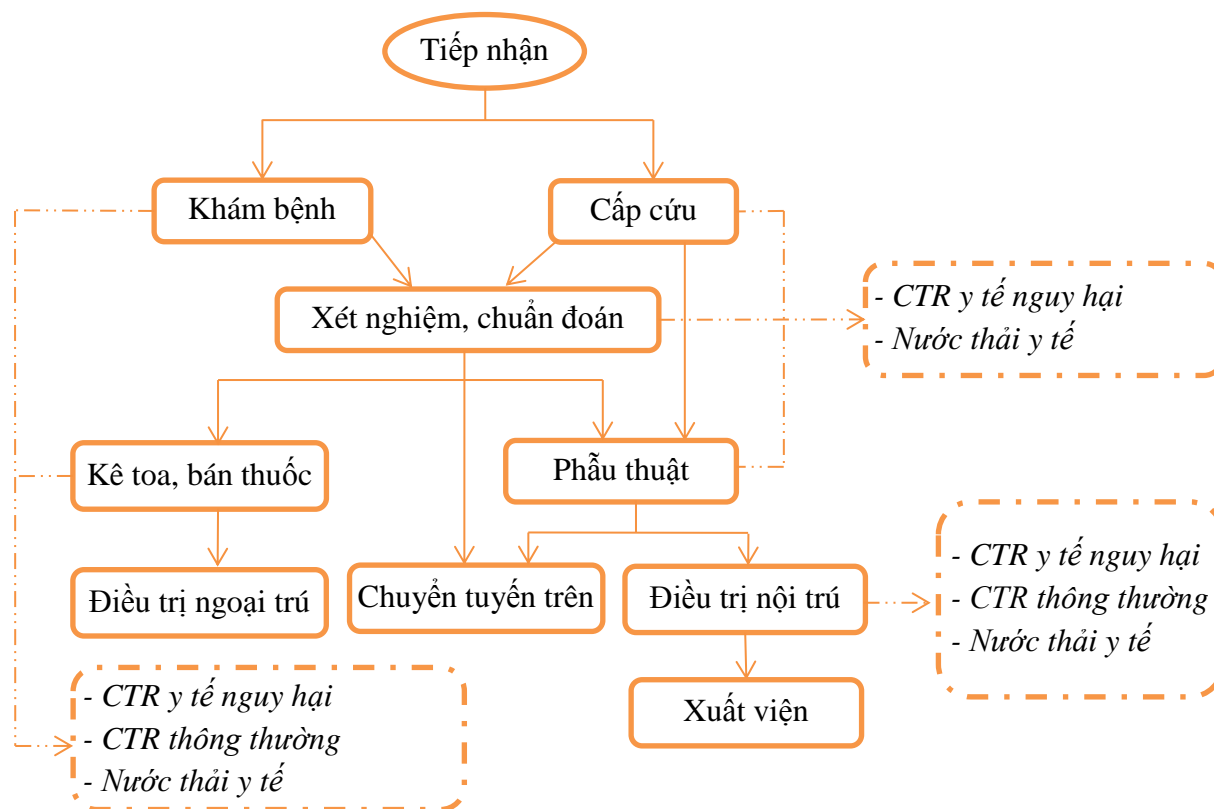 Tiếp nhận
Khám bệnh
Cấp cứu
Xét nghiệm, chuẩn đoán
- CTR y tế nguy hại
- Nước thải y tế
Kê toa, bán thuốc
Phẫu thuật
Điều trị ngoại trú
Chuyển tuyến trên
Điều trị nội trú
- CTR y tế nguy hại
- CTR thông thường
- Nước thải y tế
Xuất viện
- CTR y tế nguy hại
- CTR thông thường
- Nước thải y tế